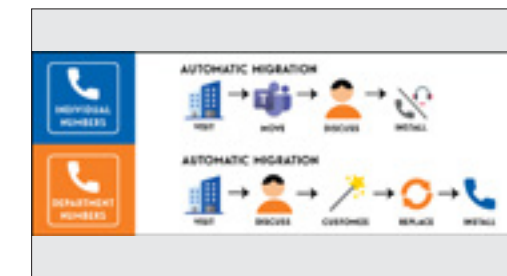 INDIVIDUAL
NUMBERS
AUTOMATIC MIGRATION
VISIT
MOVE
DISCUSS
INSTALL
DEPARTMENT
NUMBERS
AUTOMATIC MIGRATION
VISIT
DISCUSS
CUSTOMIZE
REPLACE
INSTALL